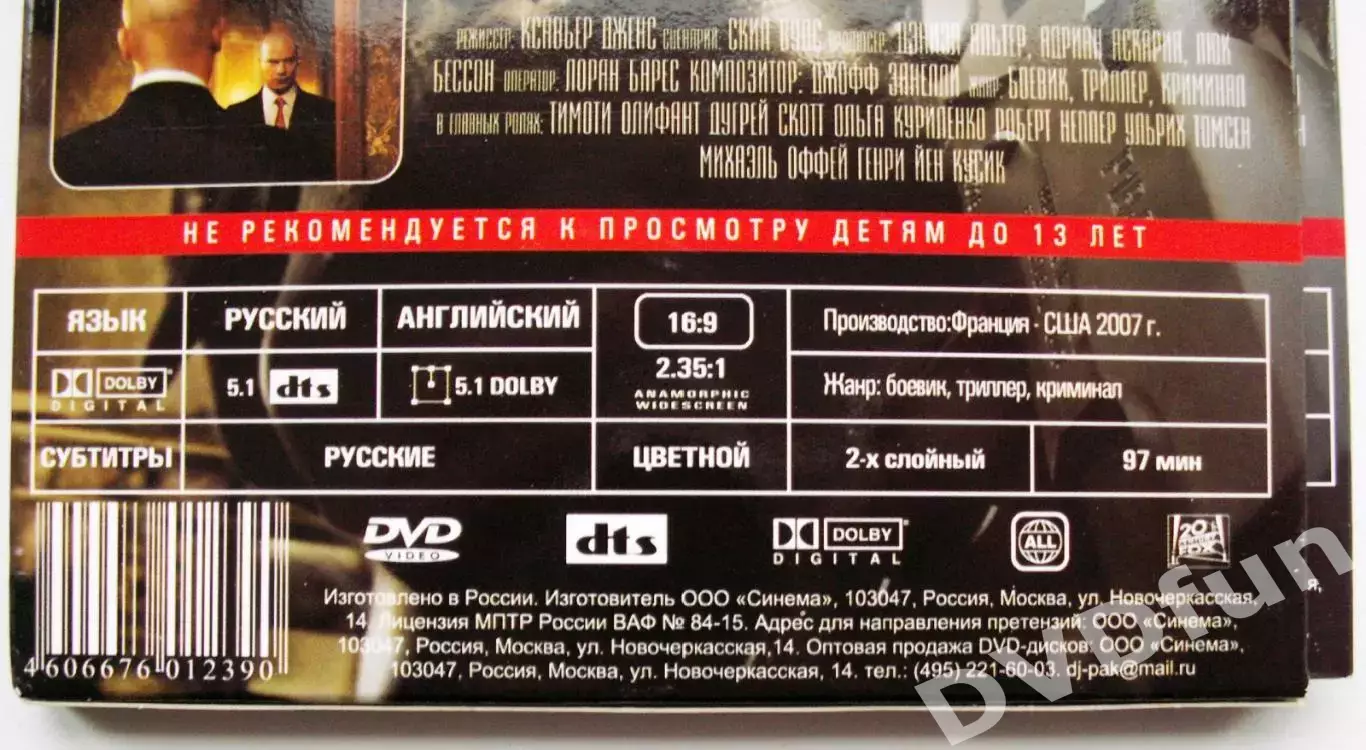 РЕЖИССЕР: КСАВЬЕР ДЖЕНС СЦЕНАРИЙ: СКИП ВУДС ПРОДЮСЕР: ДЭНИЭЛ АЛЬТЕР, АДРИАН АСКАРИЕ, ЛЮК
БЕССОН ОПЕРАТОР: ЛОРАН БАРЕС КОМПОЗИТОР: ДЖОФФ ЗАНЕЛЛИ ЖАНР: БОЕВИК, ТРИЛЛЕР, КРИМИНАЛ
В ГЛАВНЫХ РОЛЯХ: ТИМОТИ ОЛИФАНТ ДУГРЕЙ СКОТТ ОЛЬГА КУРИЛЕНКО РОБЕРТ НЕППЕР УЛЬРИХ ТОМСЕН
МИХАЭЛЬ ОФФЕЙ ГЕНРИ ЙЕН КУСИК
НЕ РЕКОМЕНДУЕТСЯ К ПРОСМОТРУ ДЕТЯМ ДО 13 ЛЕТ
ЯЗЫК РУССКИЙ АНГЛИЙСКИЙ 16:9 Производство:Франция - США 2007 г.
DOLBY DIGITAL 5.1 dts 5.1 DOLBY 2.35:1 Жанр: боевик, триллер, криминал
ANAMORPHIC
WIDESCREEN
СУБТИТРЫ РУССКИЕ ЦВЕТНОЙ 2-х слойный 97 мин
DVD VIDEO dts DOLBY DIGITAL ALL 20th CENTURY FOX
Изготовлено в России. Изготовитель ООО «Синема», 103047, Россия, Москва, ул. Новочеркасская,
14. Лицензия МПТР России ВАФ № 84-15. Адрес для направления претензий: ООО «Синема»,
103047, Россия, Москва, ул. Новочеркасская,14. Оптовая продажа DVD-дисков: ООО «Синема»,
103047, Россия, Москва, ул. Новочеркасская, 14. тел.: (495) 221-60-03. dj-pak@mail.ru
4 606676 012390
DVDfun